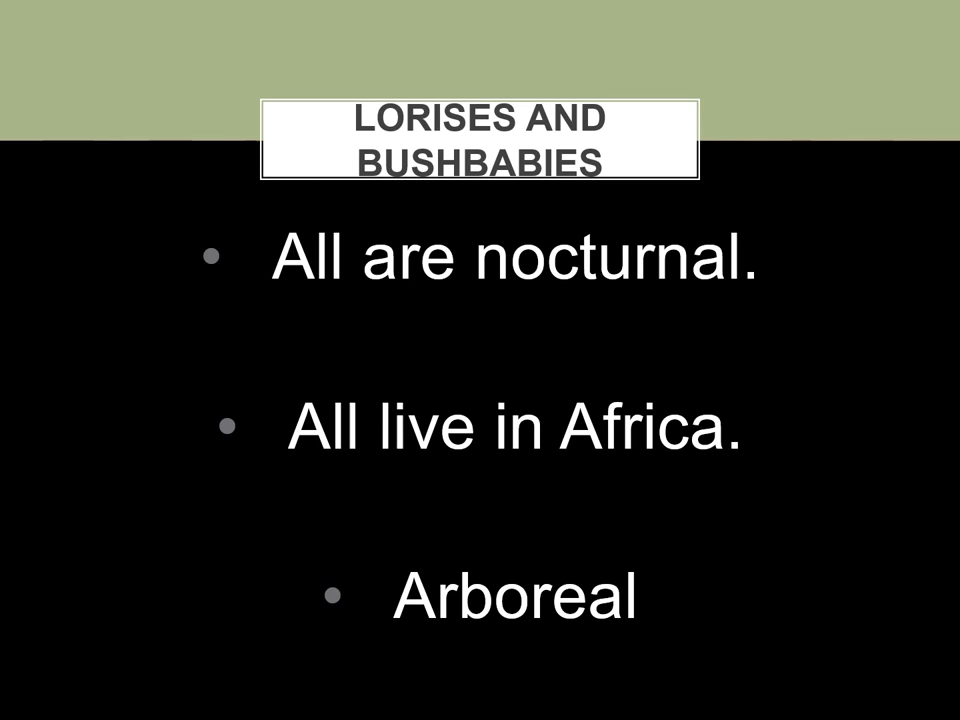 LORISES AND
BUSHBABIES
• All are nocturnal.
• All live in Africa.
• Arboreal